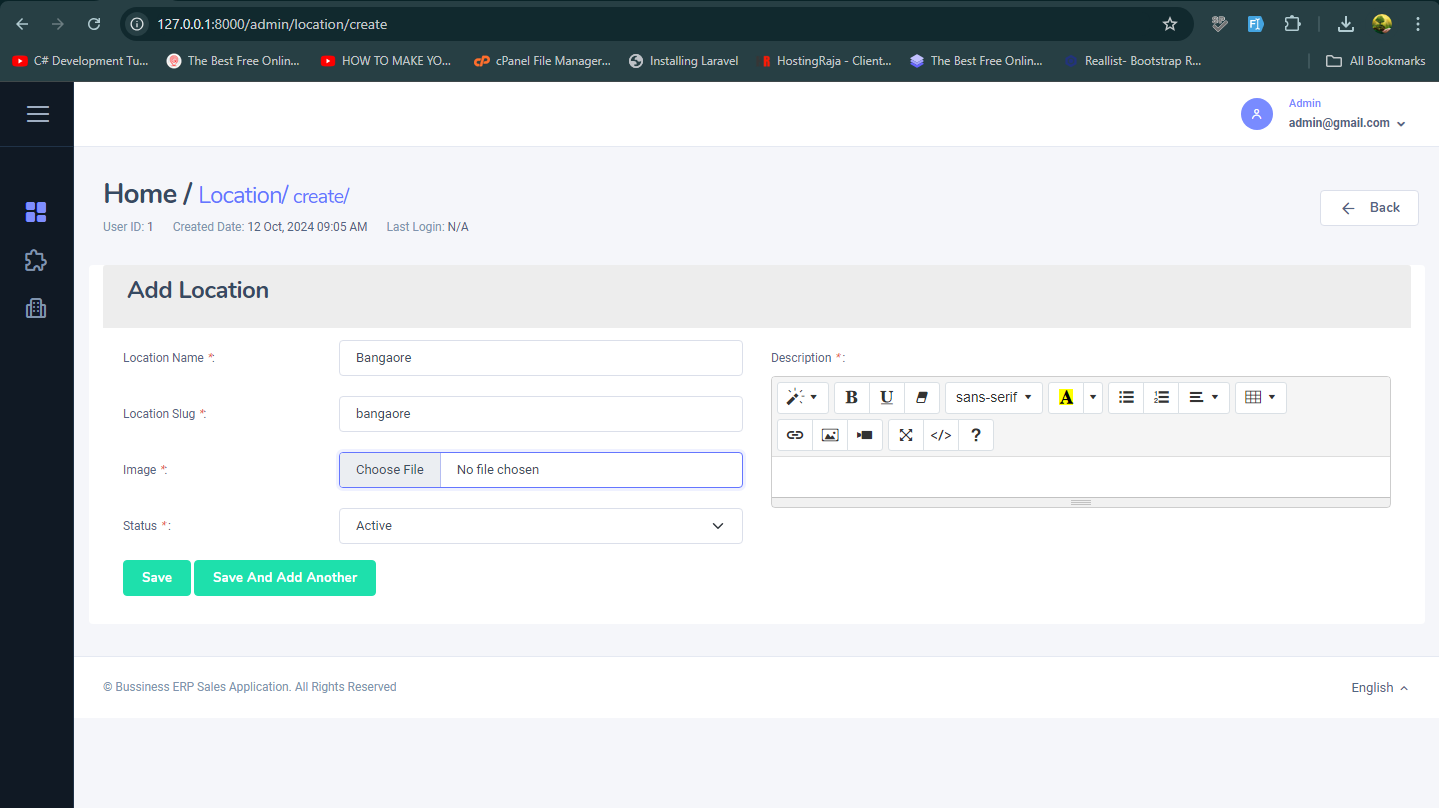 127.0.0.1:8000/admin/location/create
C# Development Tu...
The Best Free Onlin...
HOW TO MAKE YO...
cPanel File Manager...
Installing Laravel
HostingRaja - Client...
The Best Free Onlin...
Reallist- Bootstrap R...
All Bookmarks
Admin
admin@gmail.com
Home / Location/ create/
User ID: 1 Created Date: 12 Oct, 2024 09:05 AM Last Login: N/A
Back
Add Location
Location Name *:
Bangaore
Location Slug *:
bangaore
Image *:
Choose File No file chosen
Status *:
Active
Save
Save And Add Another
Description *:
B U sans-serif A
</> ?
© Bussiness ERP Sales Application. All Rights Reserved
English